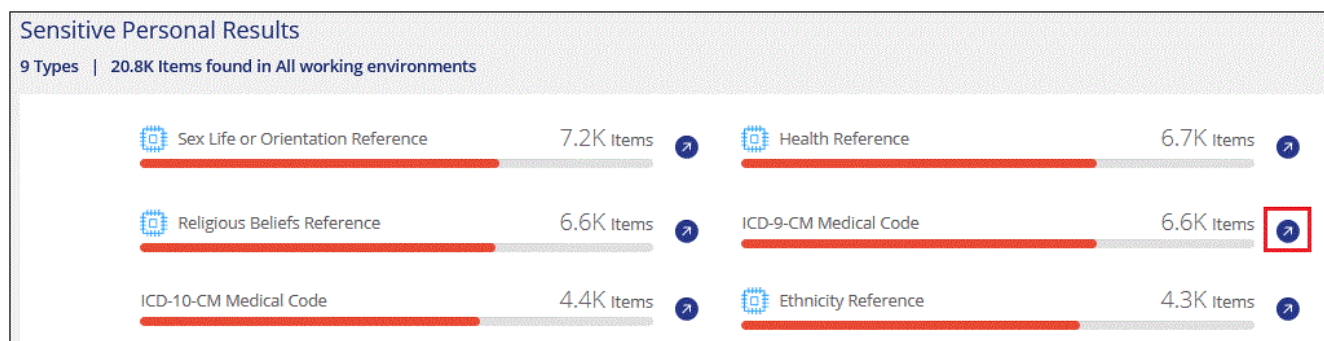 Sensitive Personal Results
9 Types | 20.8K Items found in All working environments
Sex Life or Orientation Reference 7.2K Items
Health Reference 6.7K Items
Religious Beliefs Reference 6.6K Items
ICD-9-CM Medical Code 6.6K Items
ICD-10-CM Medical Code 4.4K Items
Ethnicity Reference 4.3K Items